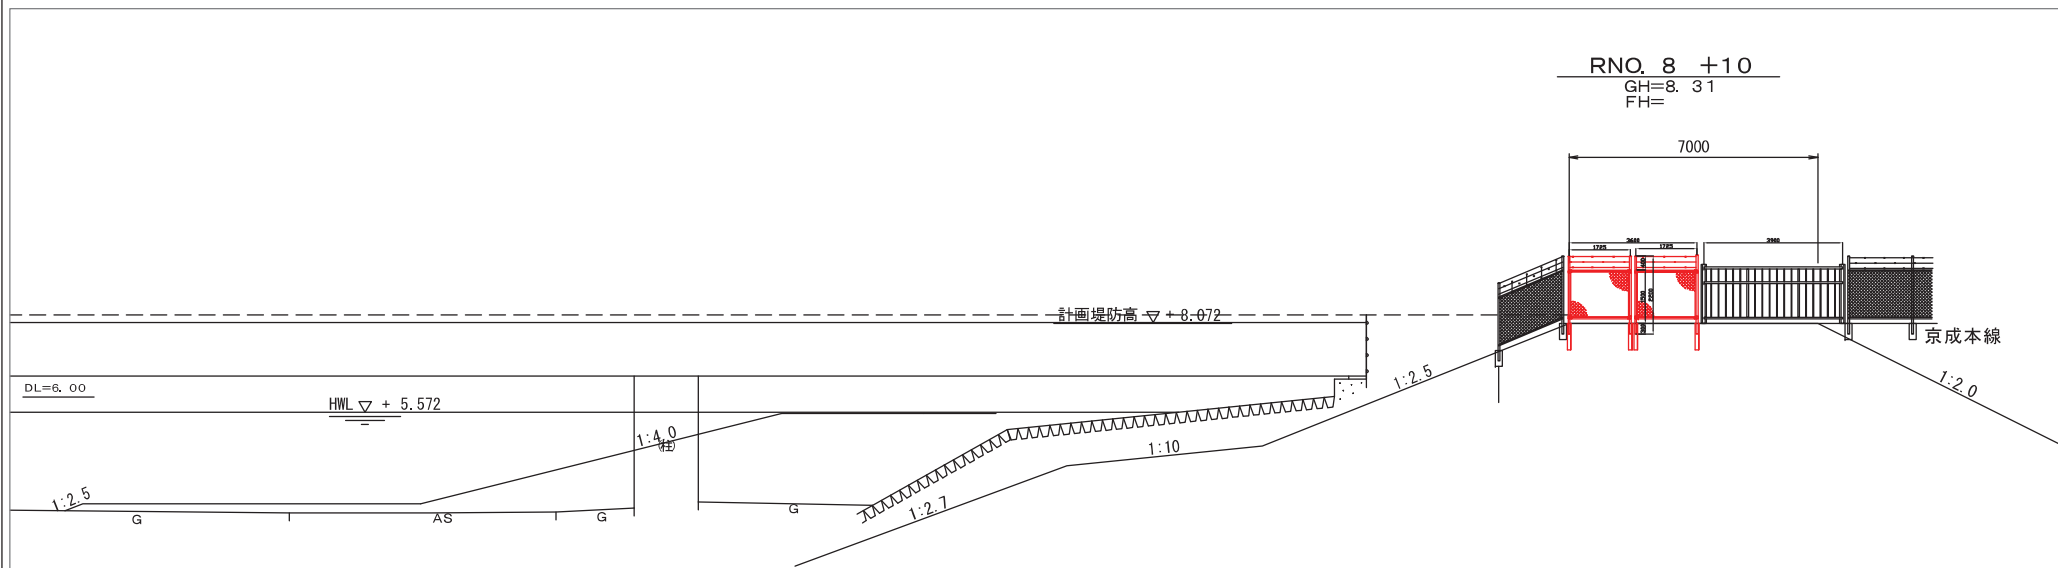 RNO. 8 +10
GH=8. 31
FH=
7000
3600
3900
1725
1725
計画堤防高 ▽ + 8.072
京成本線
DL=6. 00
HWL ▽ + 5.572
1:2.5
1:2.0
1:4.0
(柱)
1:10
1:2.5
1:2.7
G
AS
G
G